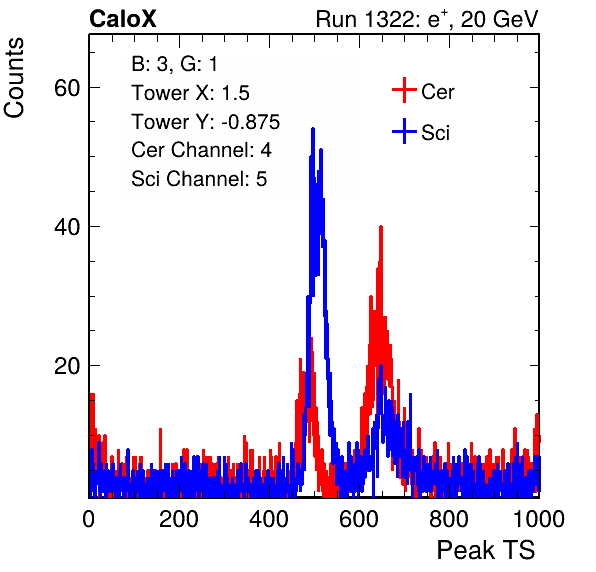 CaloX Run 1322: e⁺, 20 GeV
Counts
B: 3, G: 1
Tower X: 1.5
Tower Y: -0.875
Cer Channel: 4
Sci Channel: 5
Cer
Sci
60
40
20
0 200 400 600 800 1000
Peak TS